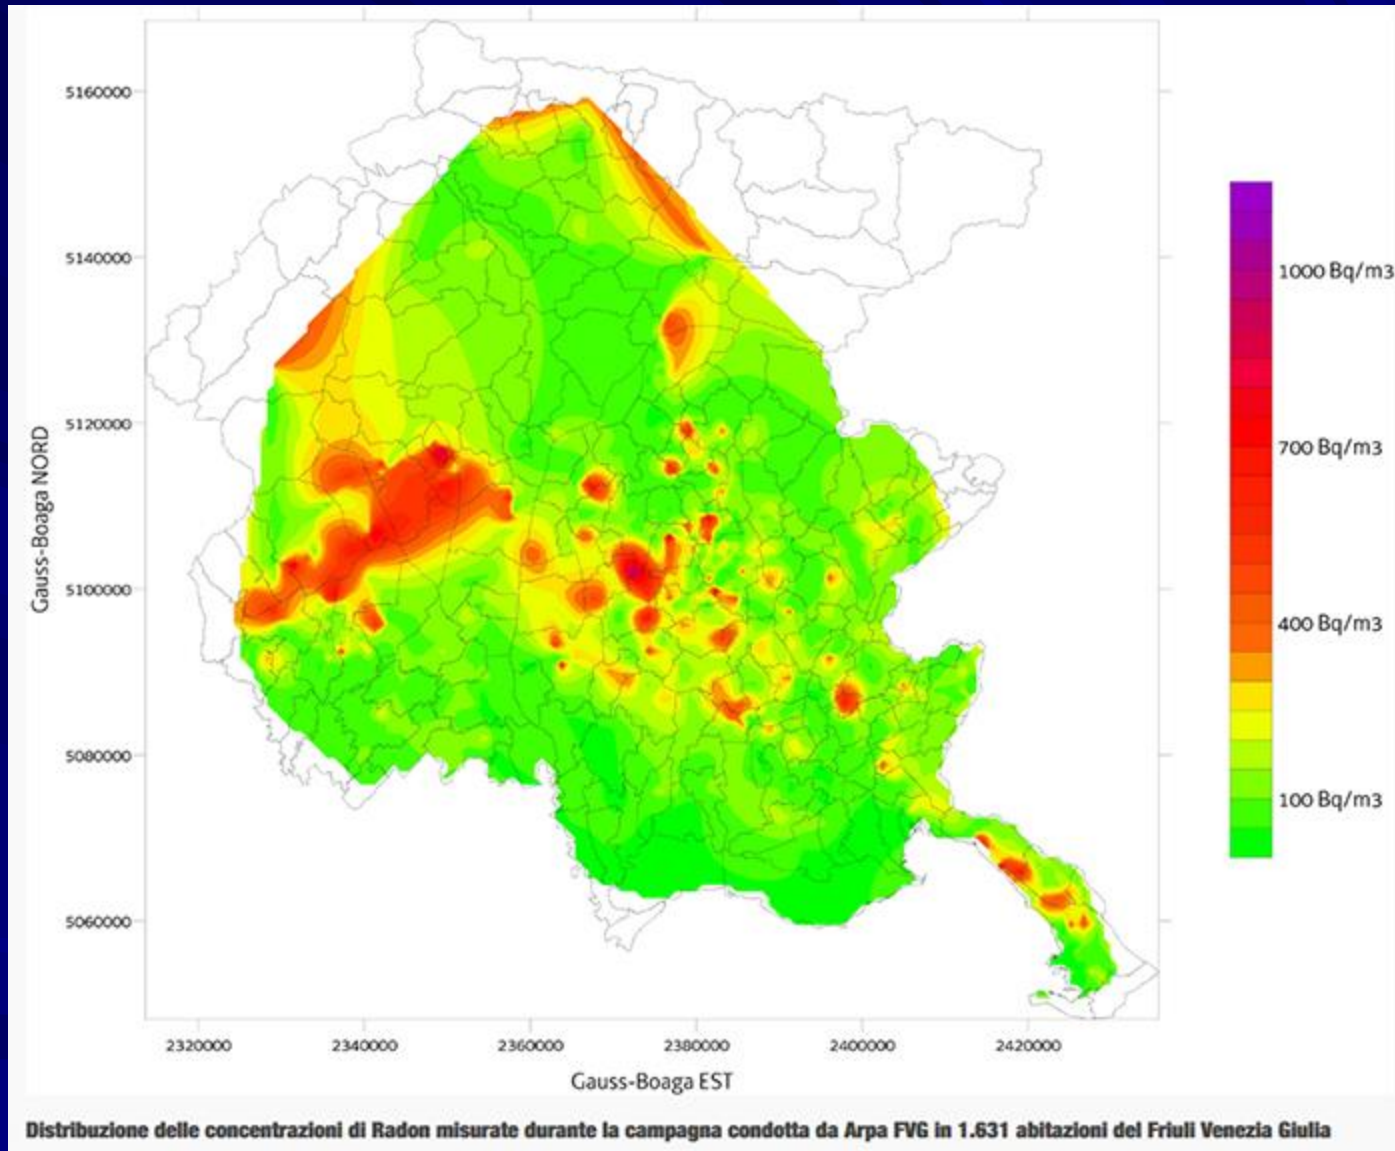 5160000
5140000
5120000
5100000
5080000
5060000
Gauss-Boaga NORD
2320000 2340000 2360000 2380000 2400000 2420000
Gauss-Boaga EST
1000 Bq/m3
700 Bq/m3
400 Bq/m3
100 Bq/m3
Distribuzione delle concentrazioni di Radon misurate durante la campagna condotta da Arpa FVG in 1.631 abitazioni del Friuli Venezia Giulia